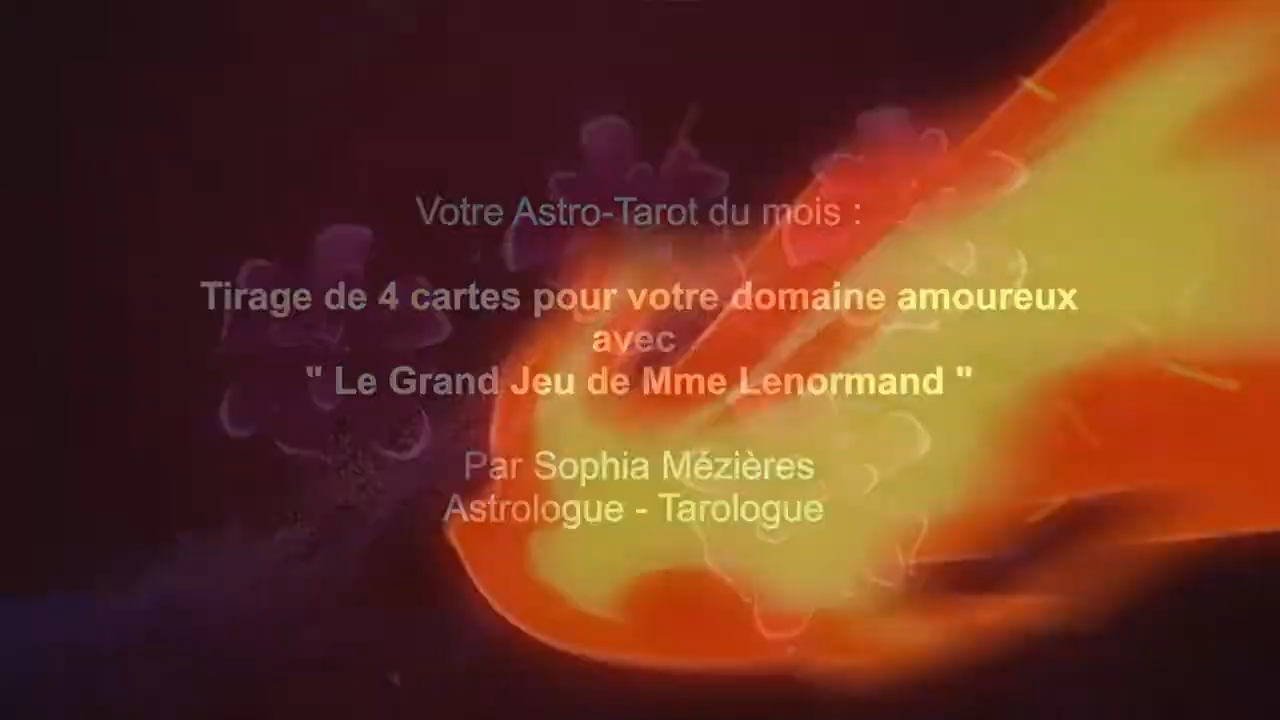 Votre Astro-Tarot du mois :
Tirage de 4 cartes pour votre domaine amoureux
avec
" Le Grand Jeu de Mme Lenormand "
Par Sophia Mézières
Astrologue - Tarologue